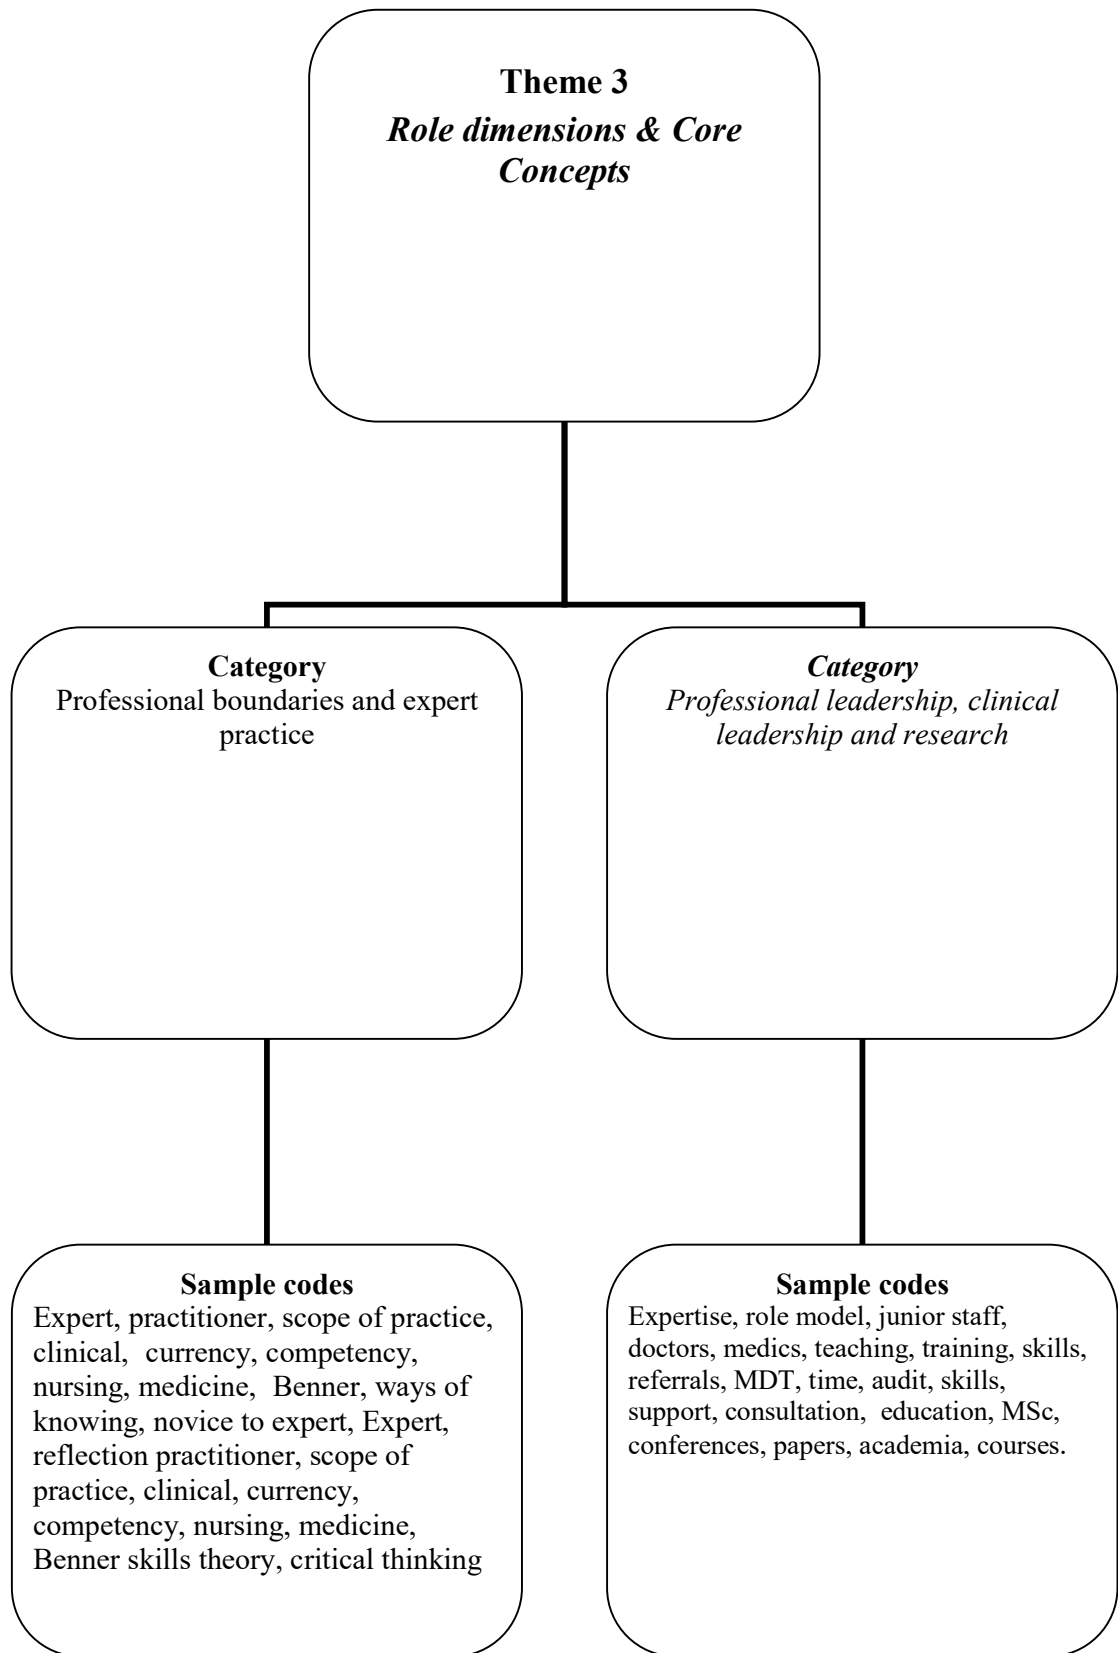 Theme 3
Role dimensions & Core
Concepts
Category
Professional boundaries and expert
practice
Category
Professional leadership, clinical
leadership and research
Sample codes
Expert, practitioner, scope of practice,
clinical,  currency, competency,
nursing, medicine,  Benner, ways of
knowing, novice to expert, Expert,
reflection practitioner, scope of
practice, clinical, currency,
competency, nursing, medicine,
Benner skills theory, critical thinking
Sample codes
Expertise, role model, junior staff,
doctors, medics, teaching, training, skills,
referrals, MDT, time, audit, skills,
support, consultation,  education, MSc,
conferences, papers, academia, courses.